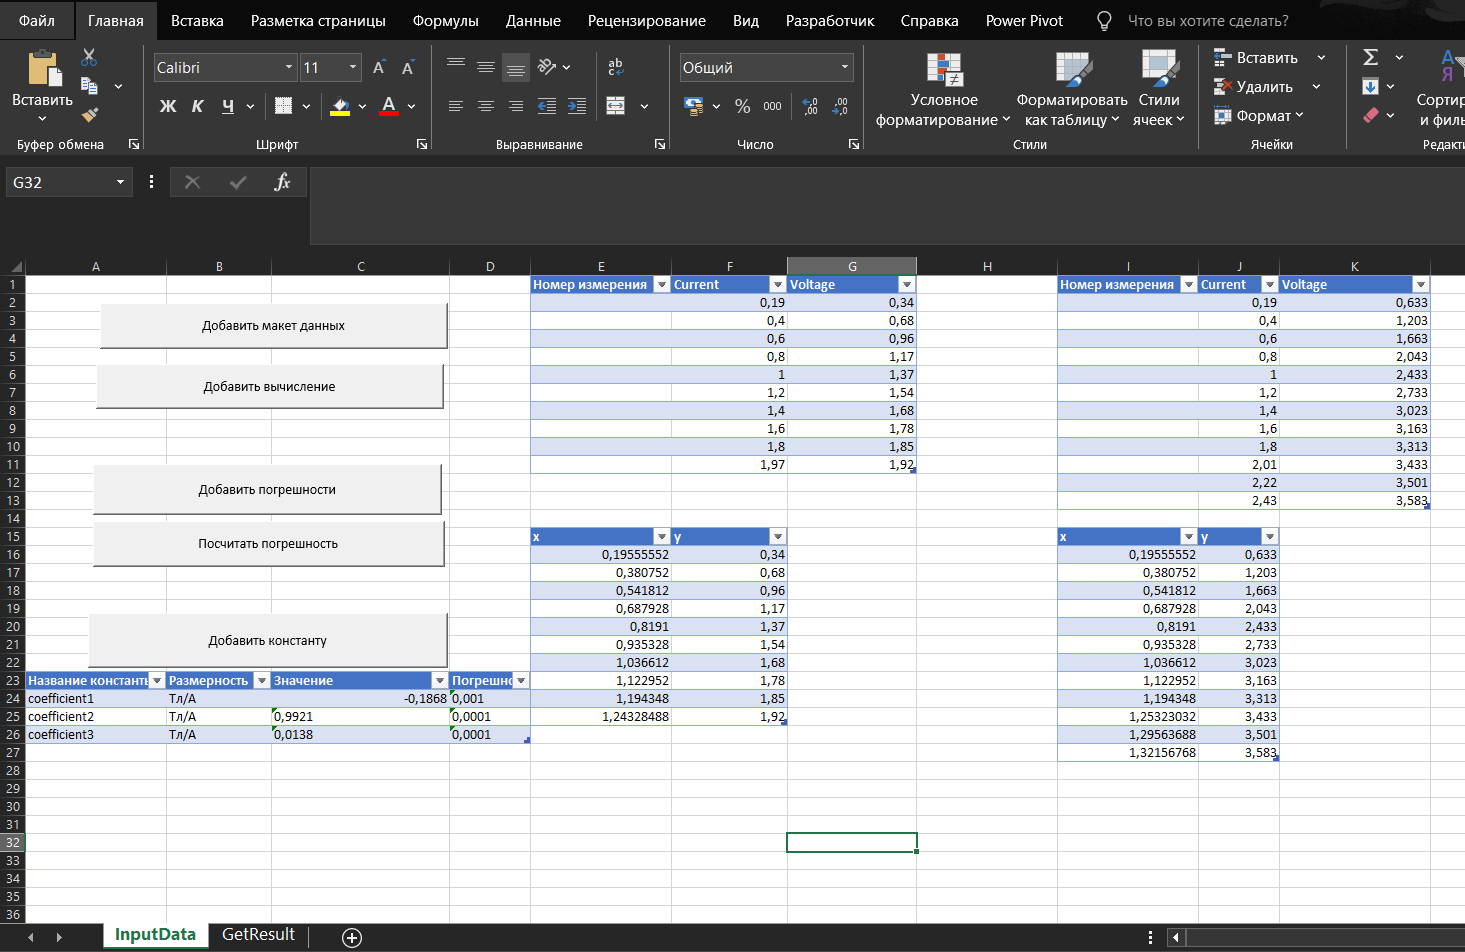 Файл Главная Вставка Разметка страницы Формулы Данные Рецензирование Вид Разработчик Справка Power Pivot Что вы хотите сделать?
Вставить
Calibri 11
Ж К Ч
ab
Общий
% 000
Условное форматирование
Форматировать как таблицу
Стили ячеек
Вставить
Удалить
Формат
Буфер обмена Шрифт Выравнивание Число Стили Ячейки
G32 fx
A B C D E F G H I J K
1 Номер измерения Current Voltage Номер измерения Current Voltage
2 0,19 0,34 0,19 0,633
3 Добавить макет данных 0,4 0,68 0,4 1,203
4 0,6 0,96 0,6 1,663
5 0,8 1,17 0,8 2,043
6 Добавить вычисление 1 1,37 1 2,433
7 1,2 1,54 1,2 2,733
8 1,4 1,68 1,4 3,023
9 1,6 1,78 1,6 3,163
10 1,8 1,85 1,8 3,313
11 1,97 1,92 2,01 3,433
12 Добавить погрешности 2,22 3,501
13 2,43 3,583
14
15 Посчитать погрешность x y x y
16 0,19555552 0,34 0,19555552 0,633
17 0,380752 0,68 0,380752 1,203
18 0,541812 0,96 0,541812 1,663
19 0,687928 1,17 0,687928 2,043
20 0,8191 1,37 0,8191 2,433
21 Добавить константу 0,935328 1,54 0,935328 2,733
22 1,036612 1,68 1,036612 3,023
23 Название констант Размерность Значение Погрешнс 1,122952 1,78 1,122952 3,163
24 coefficient1 Тл/А -0,1868 0,001 1,194348 1,85 1,194348 3,313
25 coefficient2 Тл/А 0,9921 0,0001 1,24328488 1,92 1,25323032 3,433
26 coefficient3 Тл/А 0,0138 0,0001 1,29563688 3,501
27 1,32156768 3,583
28
29
30
31
32
33
34
35
36
InputData GetResult